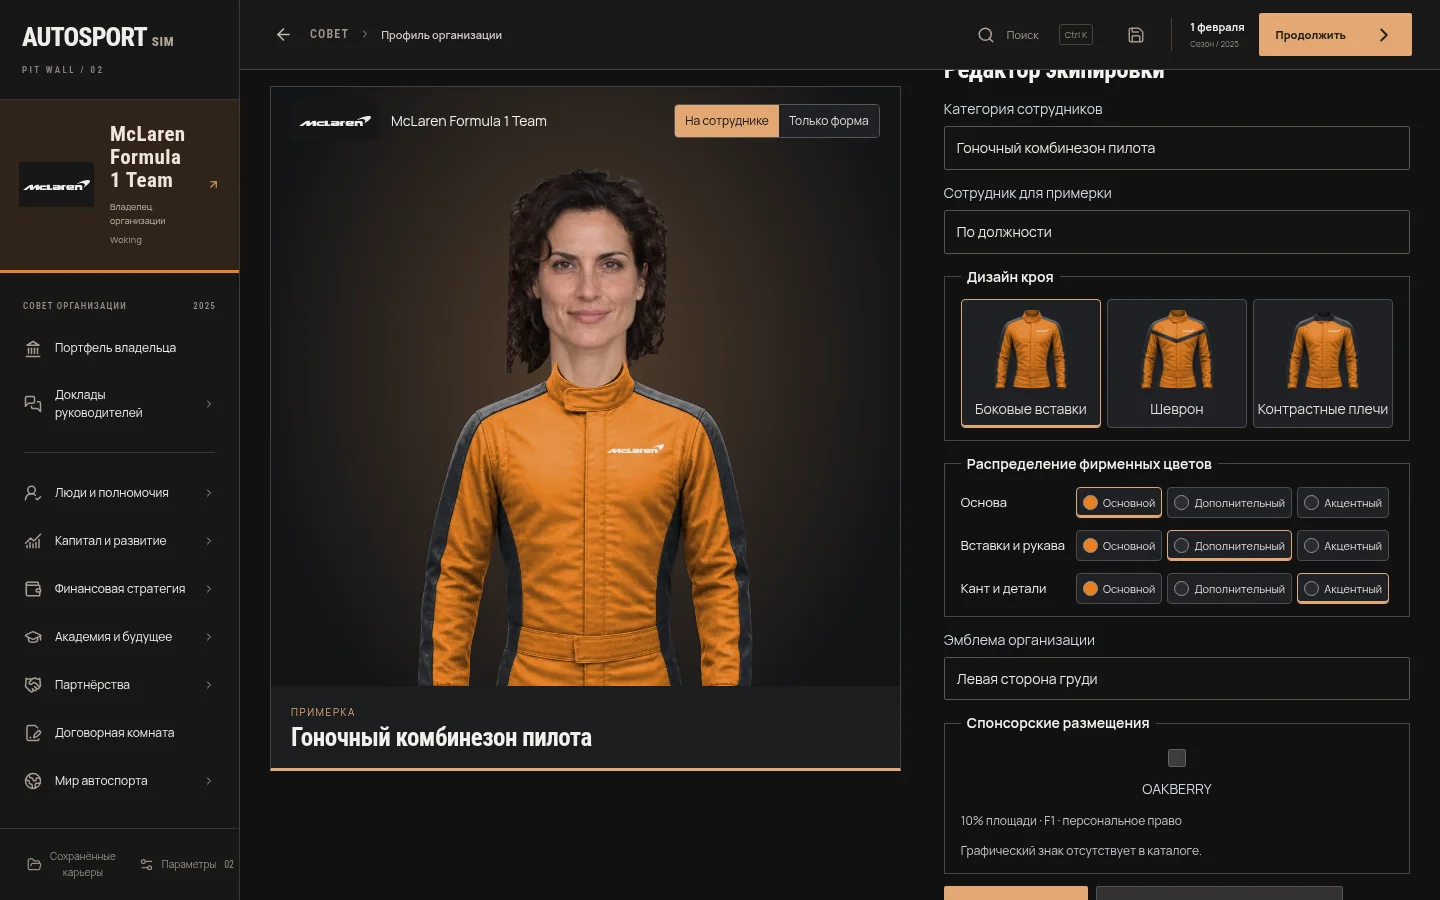 AUTOSPORT SIM
PIT WALL / 02
McLaren
McLaren
Formula
1 Team
Владелец
организации
Woking
СОВЕТ ОРГАНИЗАЦИИ 2025
Портфель владельца
Доклады
руководителей
Люди и полномочия
Капитал и развитие
Финансовая стратегия
Академия и будущее
Партнёрства
Договорная комната
Мир автоспорта
Сохранённые
карьеры
Параметры 02
СОВЕТ
Профиль организации
Поиск
Ctrl K
1 февраля
Сезон / 2025
Продолжить
McLaren
McLaren Formula 1 Team
На сотруднике
Только форма
McLaren
ПРИМЕРКА
Гоночный комбинезон пилота
Редактор экипировки
Категория сотрудников
Гоночный комбинезон пилота
Сотрудник для примерки
По должности
Дизайн кроя
Боковые вставки
Шеврон
Контрастные плечи
Распределение фирменных цветов
Основа Основной Дополнительный Акцентный
Вставки и рукава Основной Дополнительный Акцентный
Кант и детали Основной Дополнительный Акцентный
Эмблема организации
Левая сторона груди
Спонсорские размещения
OAKBERRY
10% площади · F1 · персональное право
Графический знак отсутствует в каталоге.